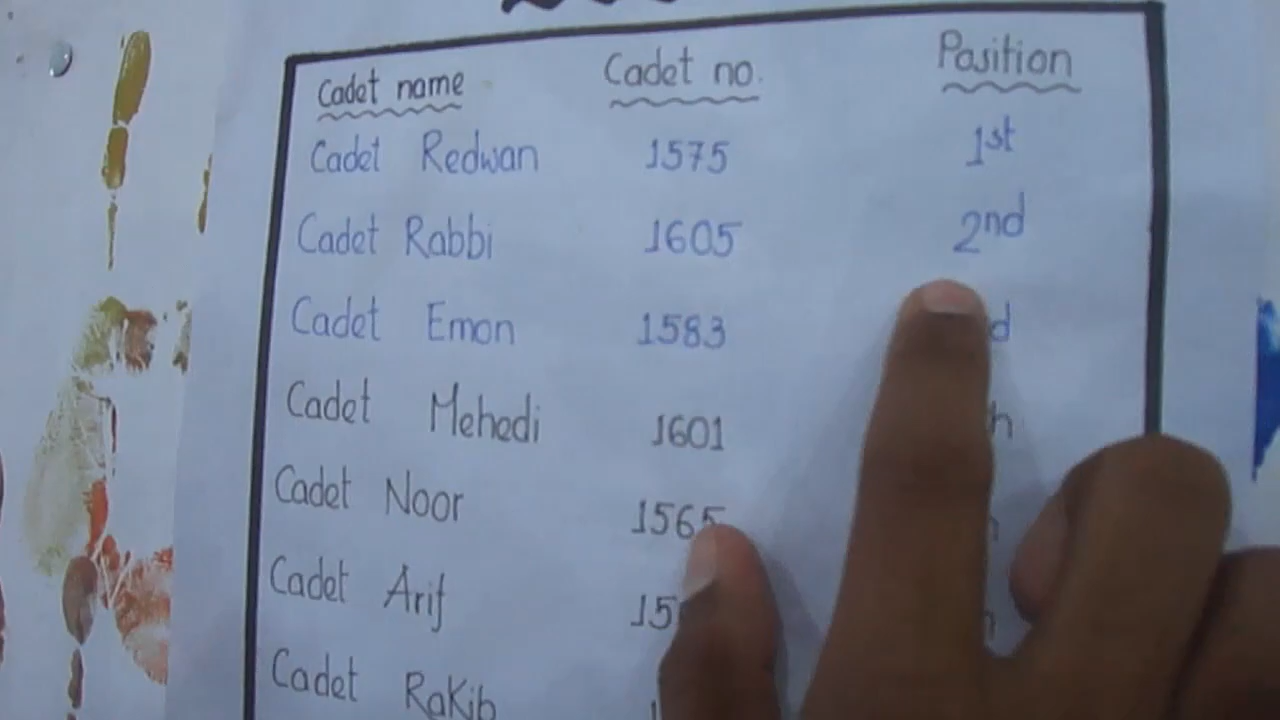 Cadet name Cadet no. Position
Cadet Redwan 1575 1st
Cadet Rabbi 1605 2nd
Cadet Emon 1583
Cadet Mehedi 1601
Cadet Noor 1565
Cadet Arif
Cadet Rakib